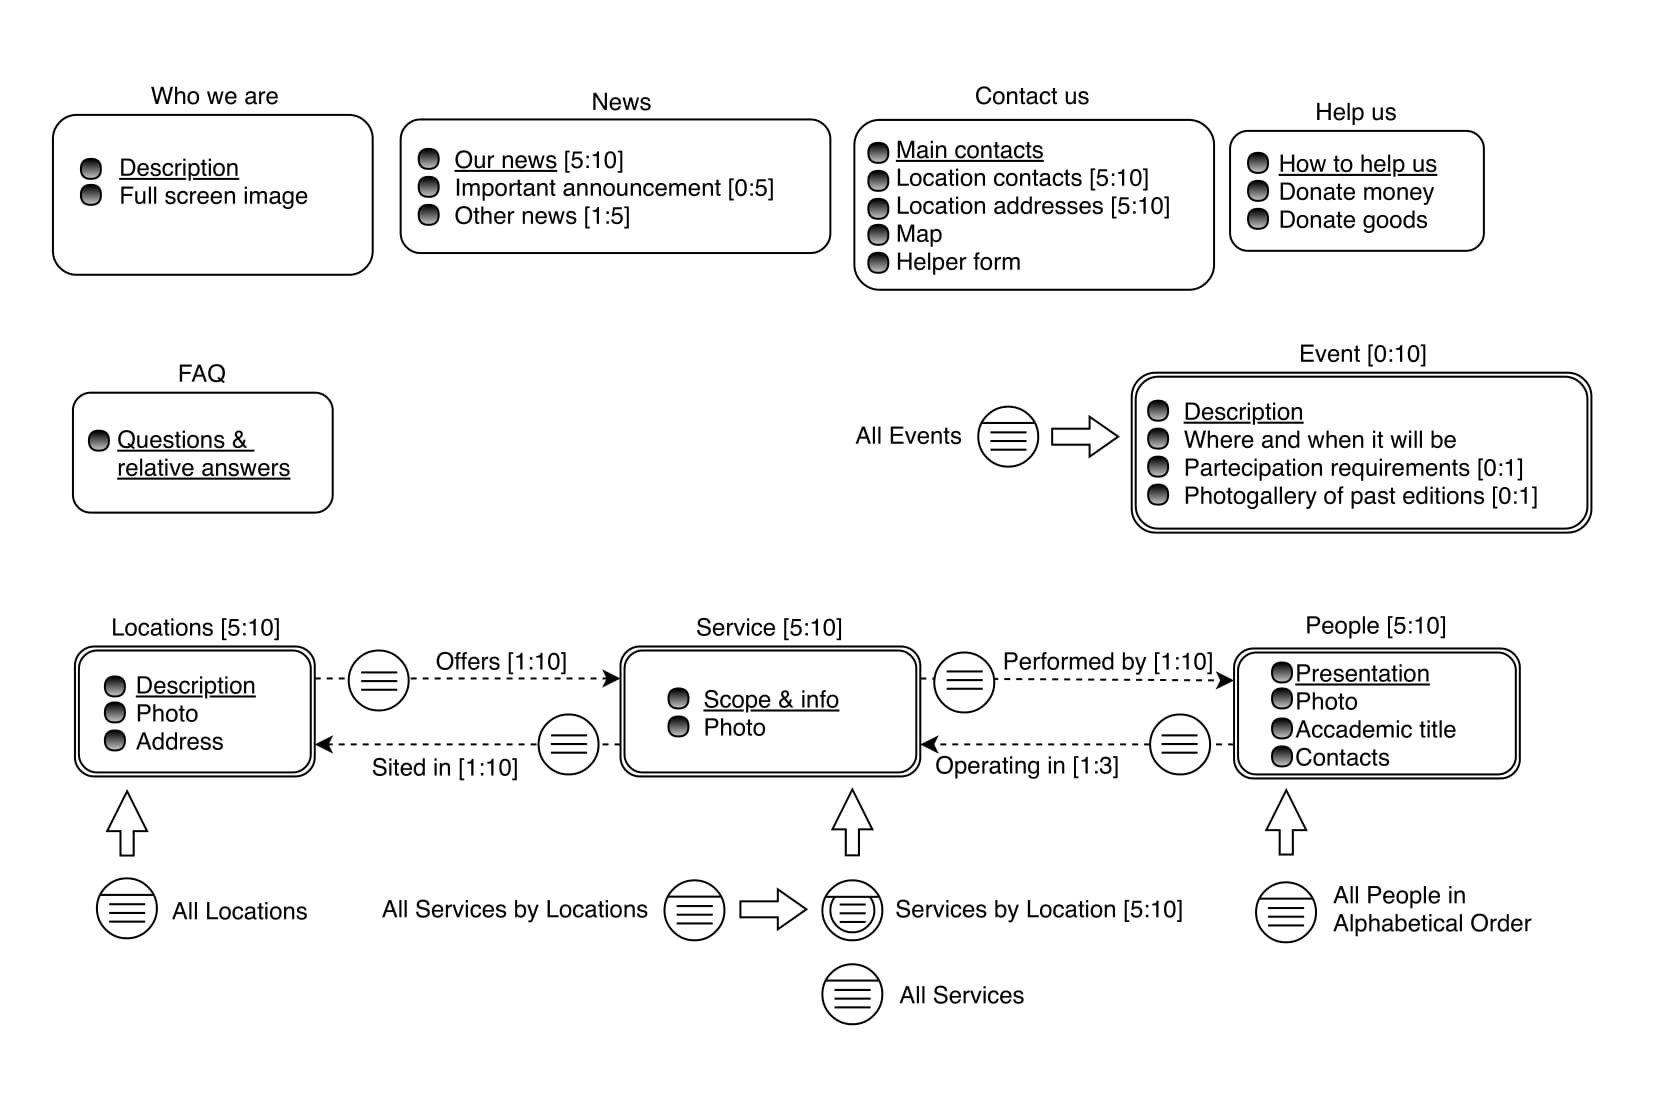 Who we are
Description
Full screen image
News
Our news [5:10]
Important announcement [0:5]
Other news [1:5]
Contact us
Main contacts
Location contacts [5:10]
Location addresses [5:10]
Map
Helper form
Help us
How to help us
Donate money
Donate goods
FAQ
Questions &
relative answers
All Events
Event [0:10]
Description
Where and when it will be
Partecipation requirements [0:1]
Photogallery of past editions [0:1]
Locations [5:10]
Description
Photo
Address
Offers [1:10]
Sited in [1:10]
Service [5:10]
Scope & info
Photo
Performed by [1:10]
Operating in [1:3]
People [5:10]
Presentation
Photo
Accademic title
Contacts
All Locations
All Services by Locations
Services by Location [5:10]
All Services
All People in
Alphabetical Order